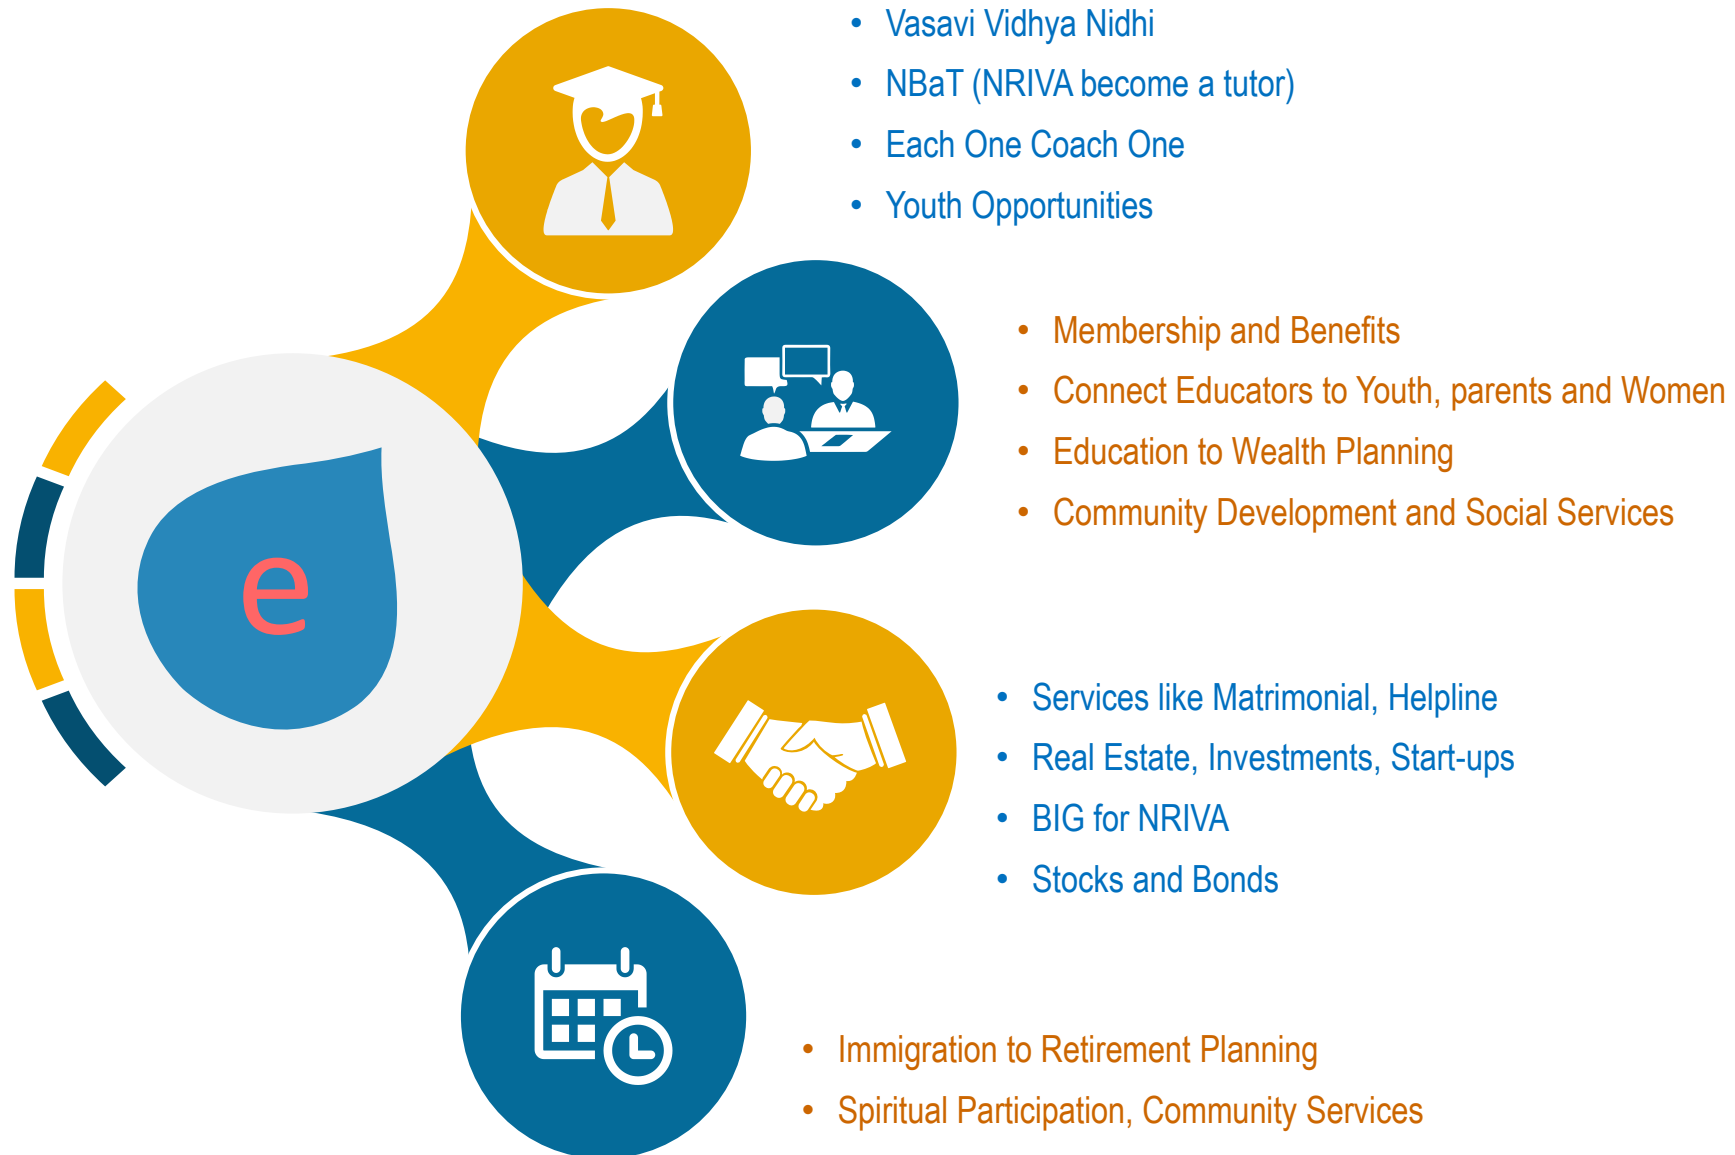 • Vasavi Vidhya Nidhi
• NBaT (NRIVA become a tutor)
• Each One Coach One
• Youth Opportunities
• Membership and Benefits
• Connect Educators to Youth, parents and Women
• Education to Wealth Planning
• Community Development and Social Services
e
• Services like Matrimonial, Helpline
• Real Estate, Investments, Start-ups
• BIG for NRIVA
• Stocks and Bonds
• Immigration to Retirement Planning
• Spiritual Participation, Community Services